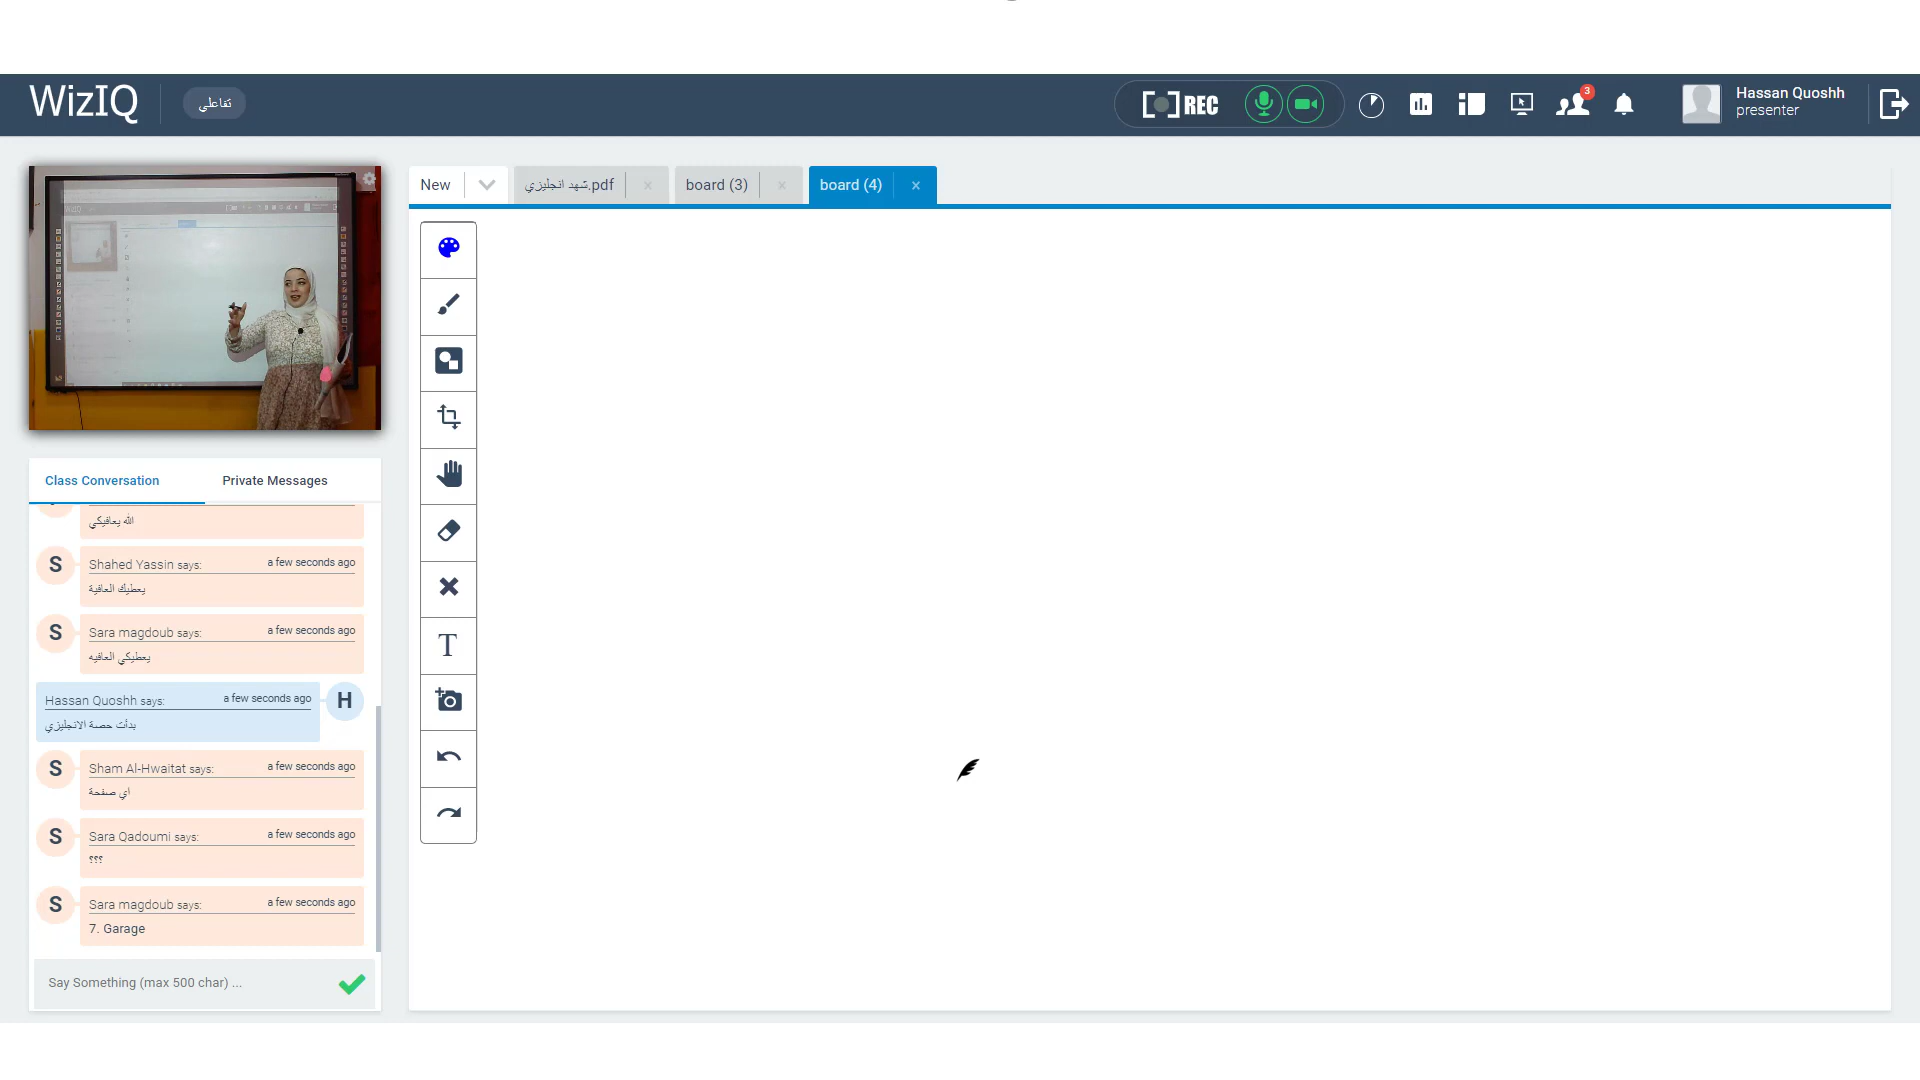 WizIQ
تفاعلي
REC
3
Hassan Quoshh
presenter
New
شهد انجليزي.pdf
board (3)
board (4)
Class Conversation
Private Messages
الله يعافيكي
S
Shahed Yassin says:
a few seconds ago
يعطيك العافية
S
Sara magdoub says:
a few seconds ago
يعطيكي العافيه
Hassan Quoshh says:
a few seconds ago
H
بدأت حصة الانجليزي
S
Sham Al-Hwaitat says:
a few seconds ago
اي صفحة
S
Sara Qadoumi says:
a few seconds ago
؟؟؟
S
Sara magdoub says:
a few seconds ago
7. Garage
Say Something (max 500 char) ...
T